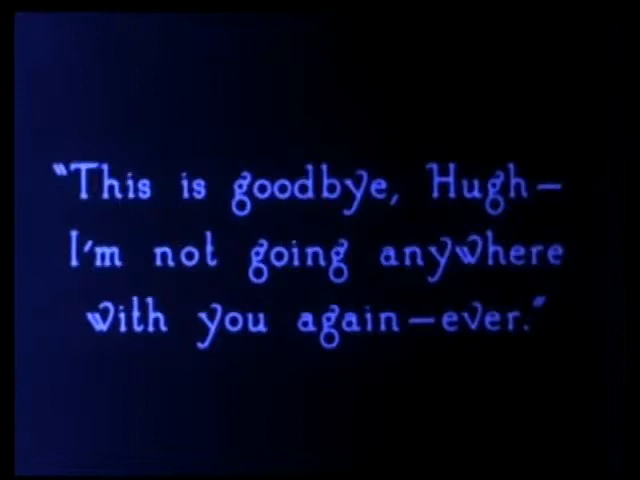 "This is goodbye, Hugh—
I'm not going anywhere
with you again—ever."